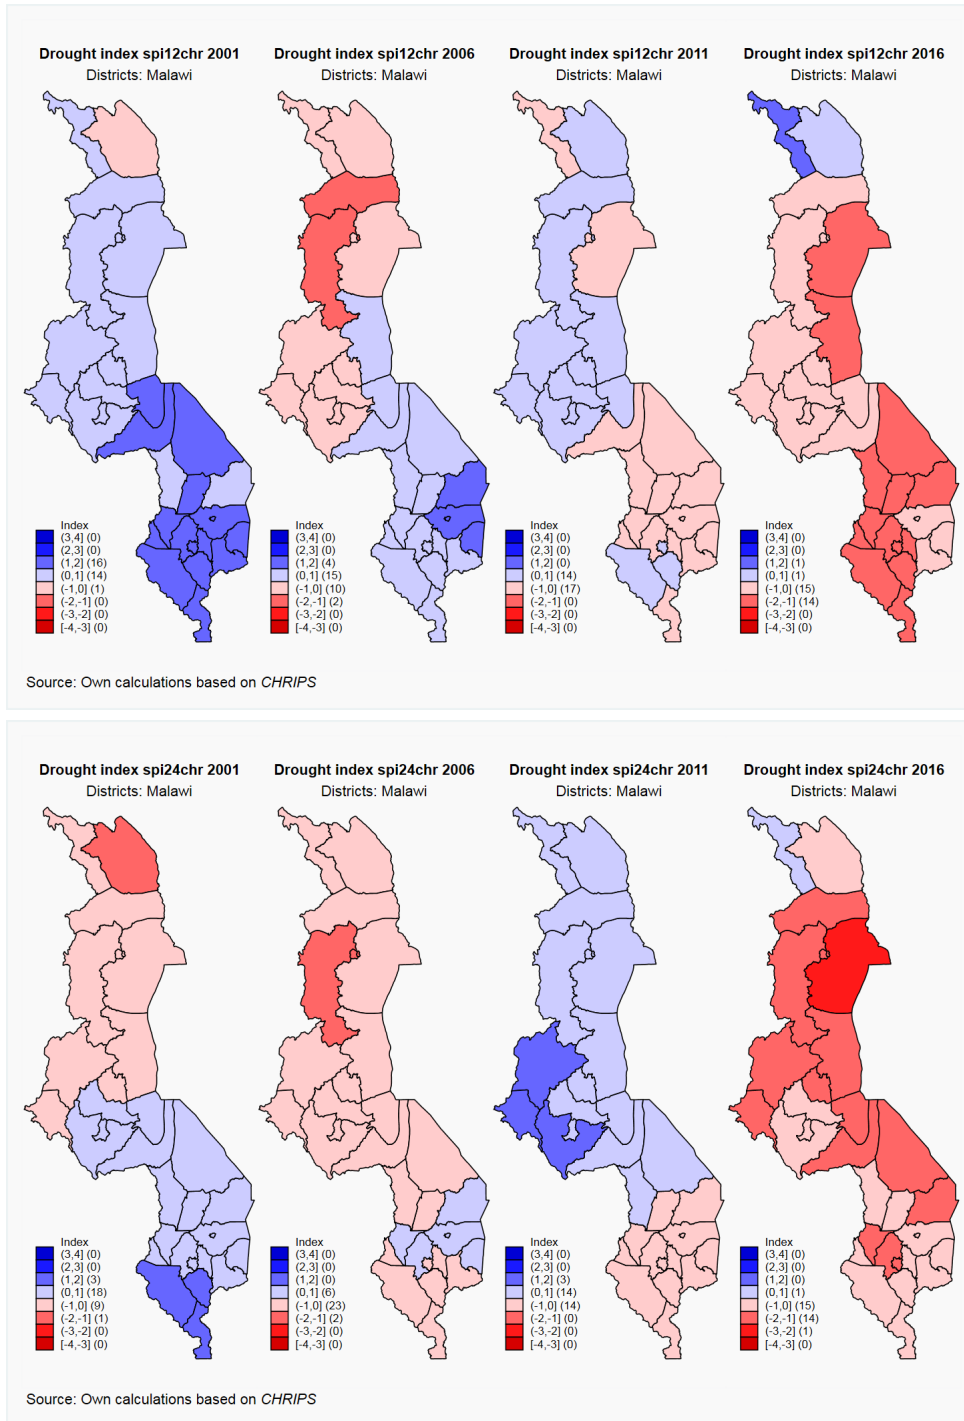 Drought index spi12chr 2001
Districts: Malawi
Index
(3,4] (0)
(2,3] (0)
(1,2] (16)
(0,1] (14)
(-1,0] (1)
(-2,-1] (0)
(-3,-2] (0)
[-4,-3] (0)
Drought index spi12chr 2006
Districts: Malawi
Index
(3,4] (0)
(2,3] (0)
(1,2] (4)
(0,1] (15)
(-1,0] (10)
(-2,-1] (2)
(-3,-2] (0)
[-4,-3] (0)
Drought index spi12chr 2011
Districts: Malawi
Index
(3,4] (0)
(2,3] (0)
(1,2] (0)
(0,1] (14)
(-1,0] (17)
(-2,-1] (0)
(-3,-2] (0)
[-4,-3] (0)
Drought index spi12chr 2016
Districts: Malawi
Index
(3,4] (0)
(2,3] (0)
(1,2] (1)
(0,1] (1)
(-1,0] (15)
(-2,-1] (14)
(-3,-2] (0)
[-4,-3] (0)
Source: Own calculations based on CHRIPS
Drought index spi24chr 2001
Districts: Malawi
Index
(3,4] (0)
(2,3] (0)
(1,2] (3)
(0,1] (18)
(-1,0] (9)
(-2,-1] (1)
(-3,-2] (0)
[-4,-3] (0)
Drought index spi24chr 2006
Districts: Malawi
Index
(3,4] (0)
(2,3] (0)
(1,2] (0)
(0,1] (6)
(-1,0] (23)
(-2,-1] (2)
(-3,-2] (0)
[-4,-3] (0)
Drought index spi24chr 2011
Districts: Malawi
Index
(3,4] (0)
(2,3] (0)
(1,2] (3)
(0,1] (14)
(-1,0] (14)
(-2,-1] (0)
(-3,-2] (0)
[-4,-3] (0)
Drought index spi24chr 2016
Districts: Malawi
Index
(3,4] (0)
(2,3] (0)
(1,2] (0)
(0,1] (1)
(-1,0] (15)
(-2,-1] (14)
(-3,-2] (1)
[-4,-3] (0)
Source: Own calculations based on CHRIPS